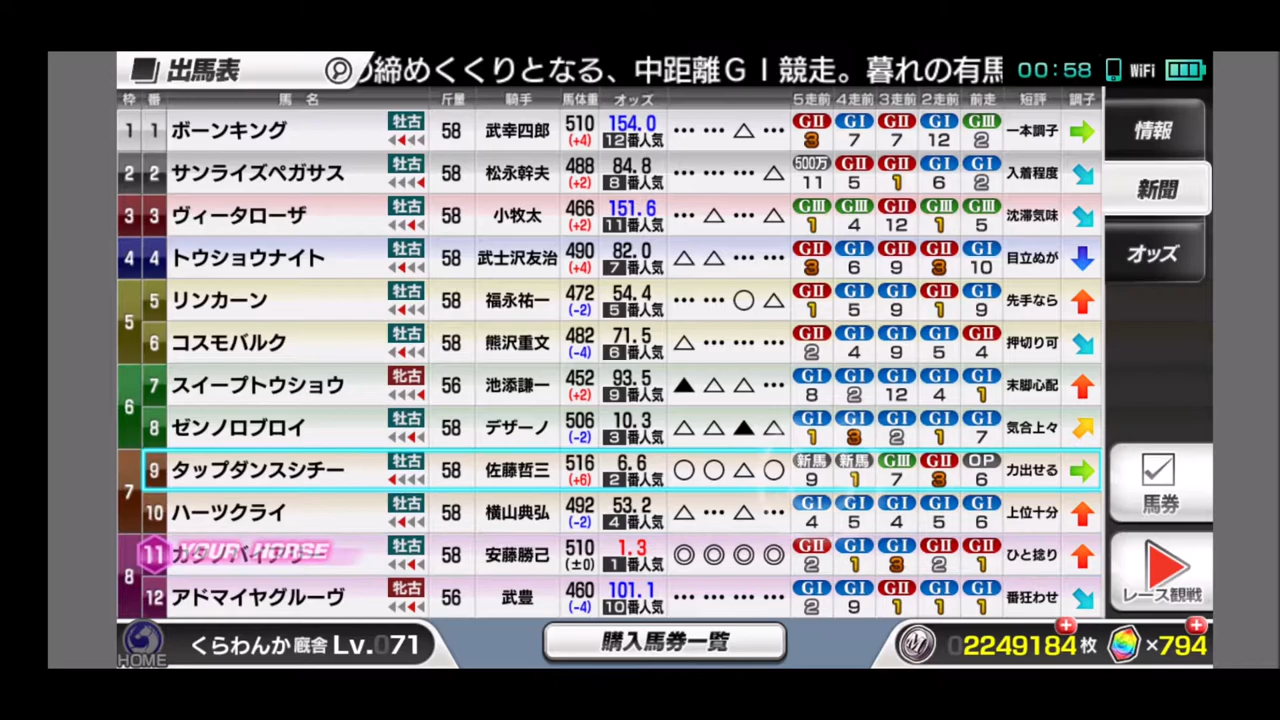 出馬表
の締めくくりとなる、中距離GⅠ競走。暮れの有馬
00:58 WiFi
枠 番 馬 名 斤量 騎手 馬体重 オッズ 5走前 4走前 3走前 2走前 前走 短評 調子
1 1 ボーンキング 牡古 58 武幸四郎 510 (+4) 154.0 12番人気 … … △ … GⅡ 3 GⅠ 7 GⅡ 7 GⅠ 12 GⅢ 2 一本調子
2 2 サンライズペガサス 牡古 58 松永幹夫 488 (+2) 84.8 8番人気 … … … △ 500万 11 GⅡ 5 GⅡ 1 GⅠ 6 GⅠ 2 入着程度
3 3 ヴィータローザ 牡古 58 小牧太 466 (+2) 151.6 11番人気 … △ … △ GⅢ 1 GⅢ 4 GⅡ 12 GⅢ 1 GⅢ 5 沈滞気味
4 4 トウショウナイト 牡古 58 武士沢友治 490 (+4) 82.0 7番人気 △ △ … … GⅡ 3 GⅠ 6 GⅡ 9 GⅡ 3 GⅠ 10 目立ぬが
5 5 リンカーン 牡古 58 福永祐一 472 (-2) 54.4 5番人気 … … ○ △ GⅡ 1 GⅠ 5 GⅠ 9 GⅡ 1 GⅠ 9 先手なら
6 コスモバルク 牡古 58 熊沢重文 482 (-4) 71.5 6番人気 △ … … … GⅡ 2 GⅠ 4 GⅠ 9 GⅠ 5 GⅡ 4 押切り可
6 7 スイープトウショウ 牝古 56 池添謙一 452 (+2) 93.5 9番人気 ▲ △ △ … GⅠ 8 GⅠ 2 GⅠ 12 GⅠ 4 GⅠ 1 末脚心配
8 ゼンノロブロイ 牡古 58 デザーノ 506 (-2) 10.3 3番人気 △ △ ▲ △ GⅠ 1 GⅠ 3 GⅠ 2 GⅠ 1 GⅠ 7 気合上々
7 9 タップダンスシチー 牡古 58 佐藤哲三 516 (+6) 6.6 2番人気 ○ ○ △ ○ 新馬 9 新馬 1 GⅢ 7 GⅡ 3 OP 6 力出せる
10 ハーツクライ 牡古 58 横山典弘 492 (-2) 53.2 4番人気 △ … △ … GⅠ 4 GⅠ 5 GⅠ 4 GⅠ 5 GⅠ 6 上位十分
8 11 YOUR HORSE 牡古 58 安藤勝己 510 (±0) 1.3 1番人気 ◎ ◎ ◎ ◎ GⅡ 2 GⅠ 1 GⅠ 3 GⅡ 2 GⅡ 1 ひと捻り
12 アドマイヤグルーヴ 牝古 56 武豊 460 (-4) 101.1 10番人気 … … … … GⅠ 2 GⅠ 9 GⅡ 1 GⅠ 1 GⅠ 1 番狂わせ
情報
新聞
オッズ
馬券
レース観戦
HOME くらわんか 厩舎 Lv.071
購入馬券一覧
02249184枚 ×794